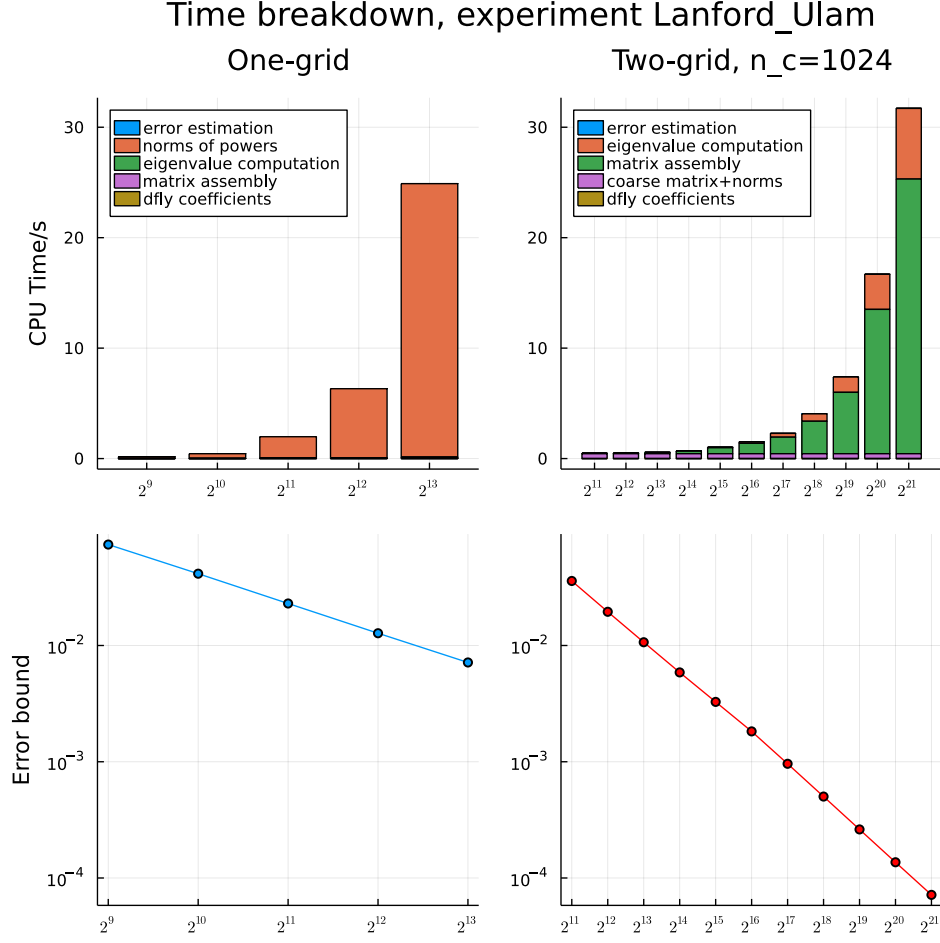 Time breakdown, experiment Lanford_Ulam
One-grid
Two-grid, n_c=1024
CPU Time/s
30
20
10
0
error estimation
norms of powers
eigenvalue computation
matrix assembly
dfly coefficients
2^9 2^10 2^11 2^12 2^13
30
20
10
0
error estimation
eigenvalue computation
matrix assembly
coarse matrix+norms
dfly coefficients
2^11 2^12 2^13 2^14 2^15 2^16 2^17 2^18 2^19 2^20 2^21
Error bound
10^−2
10^−3
10^−4
2^9 2^10 2^11 2^12 2^13
10^−2
10^−3
10^−4
2^11 2^12 2^13 2^14 2^15 2^16 2^17 2^18 2^19 2^20 2^21